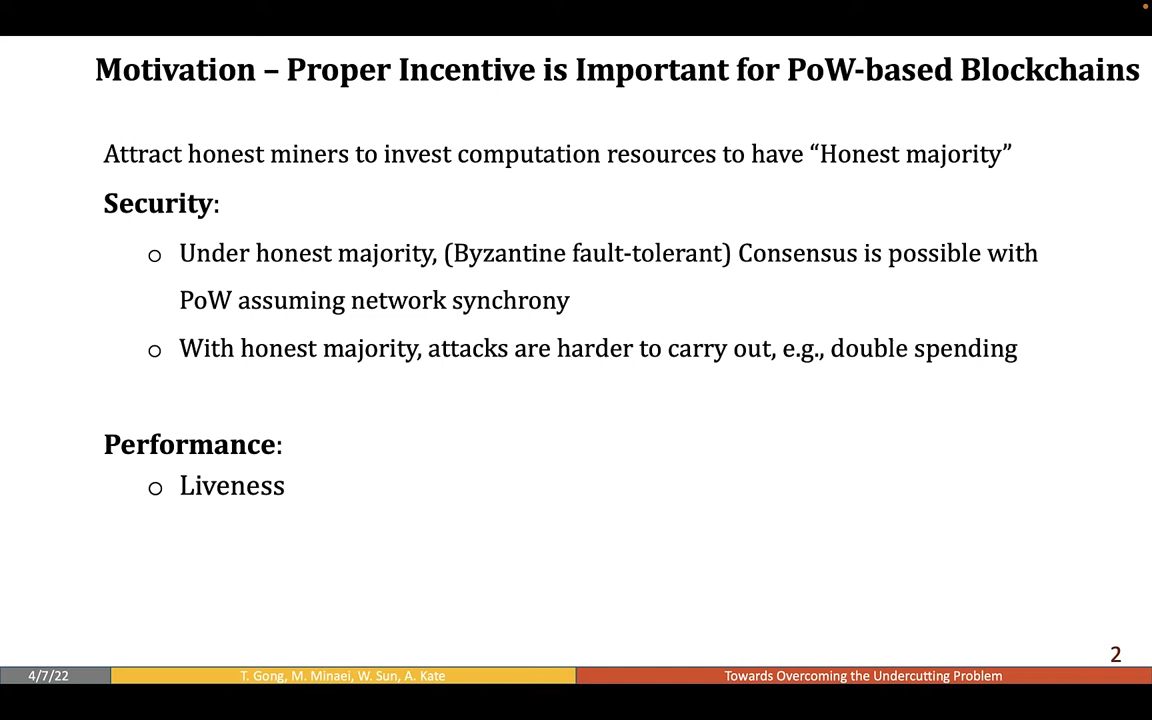 Motivation – Proper Incentive is Important for PoW-based Blockchains
Attract honest miners to invest computation resources to have “Honest majority”
Security:
o Under honest majority, (Byzantine fault-tolerant) Consensus is possible with
PoW assuming network synchrony
o With honest majority, attacks are harder to carry out, e.g., double spending
Performance:
o Liveness
2
4/7/22
T. Gong, M. Minaei, W. Sun, A. Kate
Towards Overcoming the Undercutting Problem